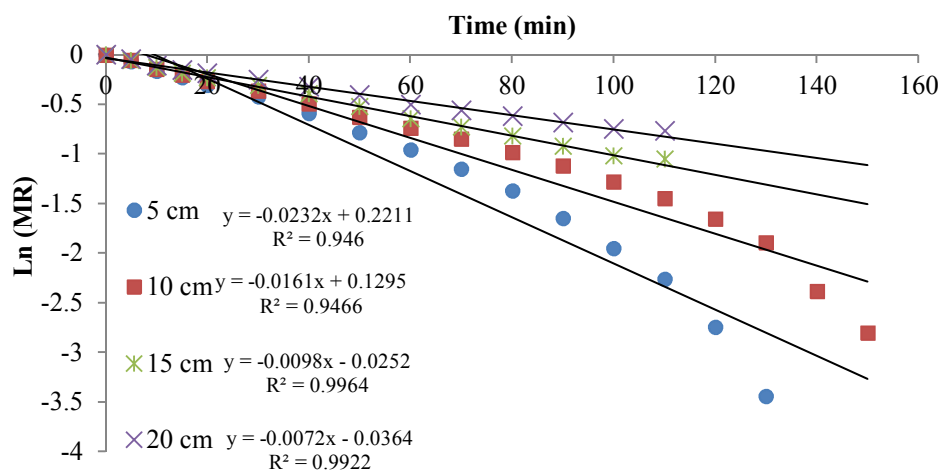 Time (min)
0 20 40 60 80 100 120 140 160
0
-0.5
-1
-1.5
-2
-2.5
-3
-3.5
-4
Ln (MR)
5 cm y = -0.0232x + 0.2211
R² = 0.946
10 cm y = -0.0161x + 0.1295
R² = 0.9466
15 cm y = -0.0098x - 0.0252
R² = 0.9964
20 cm y = -0.0072x - 0.0364
R² = 0.9922